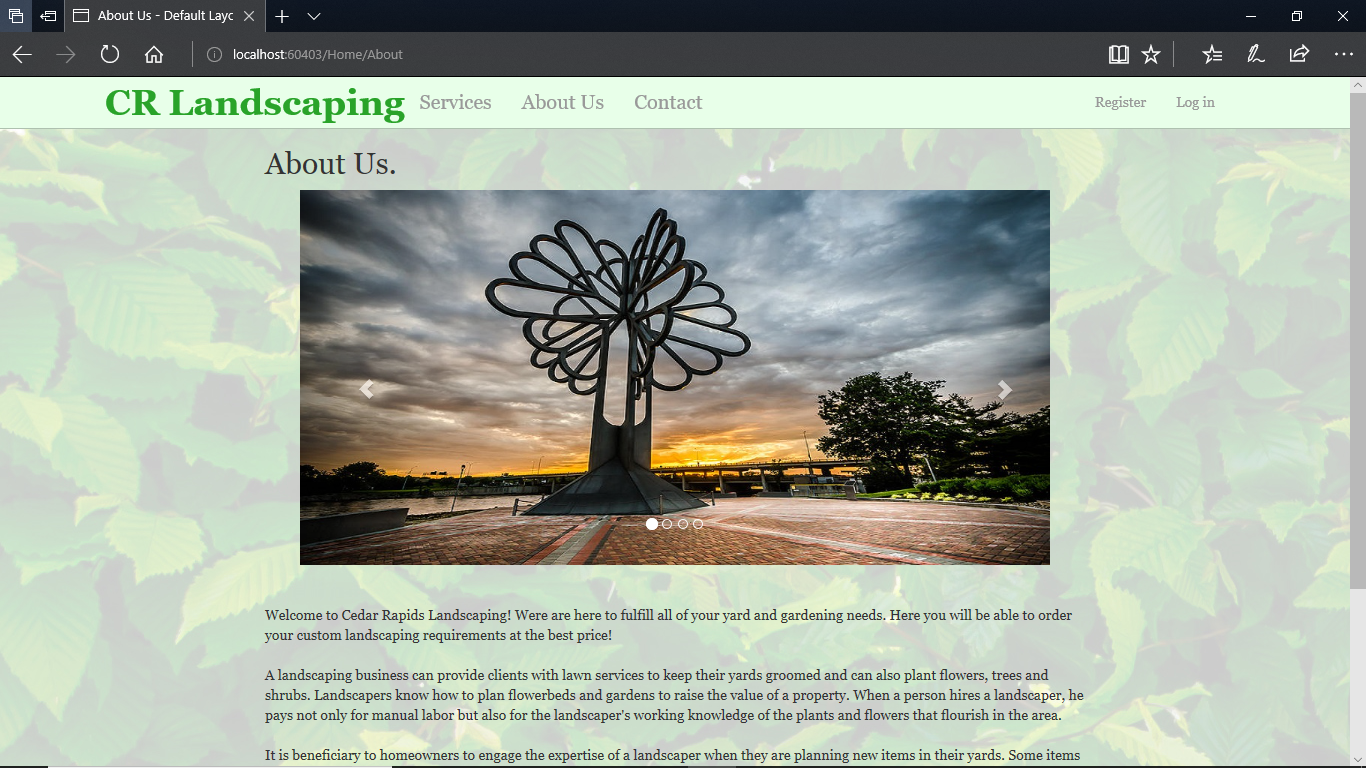 About Us - Default Layc
localhost:60403/Home/About
CR Landscaping Services About Us Contact Register Log in
About Us.
Welcome to Cedar Rapids Landscaping! Were are here to fulfill all of your yard and gardening needs. Here you will be able to order
your custom landscaping requirements at the best price!
A landscaping business can provide clients with lawn services to keep their yards groomed and can also plant flowers, trees and
shrubs. Landscapers know how to plan flowerbeds and gardens to raise the value of a property. When a person hires a landscaper, he
pays not only for manual labor but also for the landscaper's working knowledge of the plants and flowers that flourish in the area.
It is beneficiary to homeowners to engage the expertise of a landscaper when they are planning new items in their yards. Some items